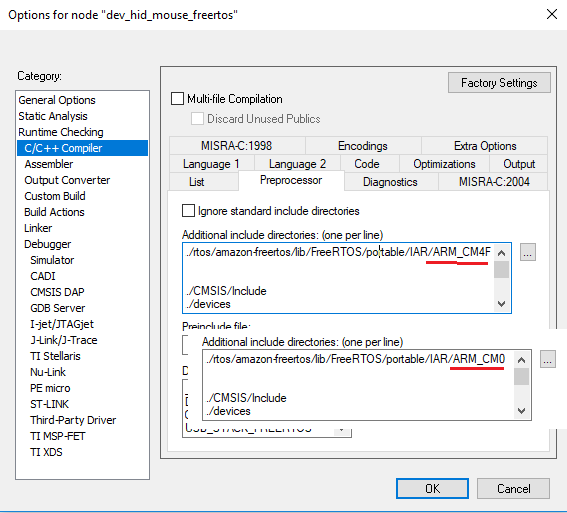 Options for node "dev_hid_mouse_freertos"
Category:
Factory Settings
General Options
Static Analysis
Runtime Checking
C/C++ Compiler
Assembler
Output Converter
Custom Build
Build Actions
Linker
Debugger
Simulator
CADI
CMSIS DAP
GDB Server
I-jet/JTAGjet
J-Link/J-Trace
TI Stellaris
Nu-Link
PE micro
ST-LINK
Third-Party Driver
TI MSP-FET
TI XDS
Multi-file Compilation
Discard Unused Publics
MISRA-C:1998
Encodings
Extra Options
Language 1
Language 2
Code
Optimizations
Output
List
Preprocessor
Diagnostics
MISRA-C:2004
Ignore standard include directories
Additional include directories: (one per line)
./rtos/amazon-freertos/lib/FreeRTOS/portable/IAR/ARM_CM4F
./CMSIS/Include
./devices
...
Preinclude file:
Additional include directories: (one per line)
./rtos/amazon-freertos/lib/FreeRTOS/portable/IAR/ARM_CM0
./CMSIS/Include
./devices
...
USB_STACK_FREERTOS
OK
Cancel